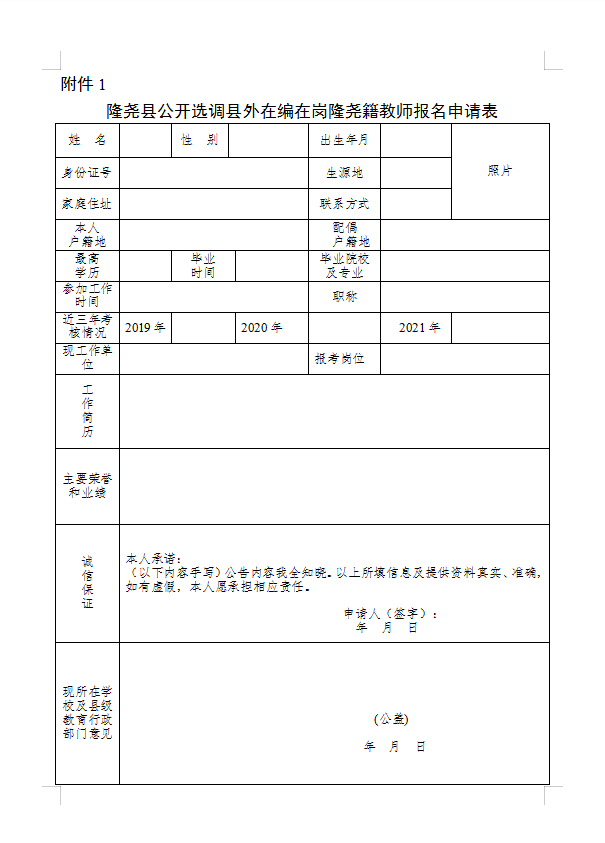 附件 1
隆尧县公开选调县外在编在岗隆尧籍教师报名申请表
姓 名 性 别 出生年月
照片
身份证号 生源地
家庭住址 联系方式
本人
户籍地
配偶
户籍地
最高
学历
毕业
时间
毕业院校
及专业
参加工作
时间
职称
近三年考
核情况
2019 年 2020 年 2021 年
现工作单
位
报考岗位
工
作
简
历
主要荣誉
和业绩
诚
信
保
证
本人承诺：
（以下内容手写）公告内容我全知晓。以上所填信息及提供资料真实、准确，
如有虚假，本人愿承担相应责任。
申请人（签字）：
年 月 日
现所在学
校及县级
教育行政
部门意见
(公盖)
年 月 日